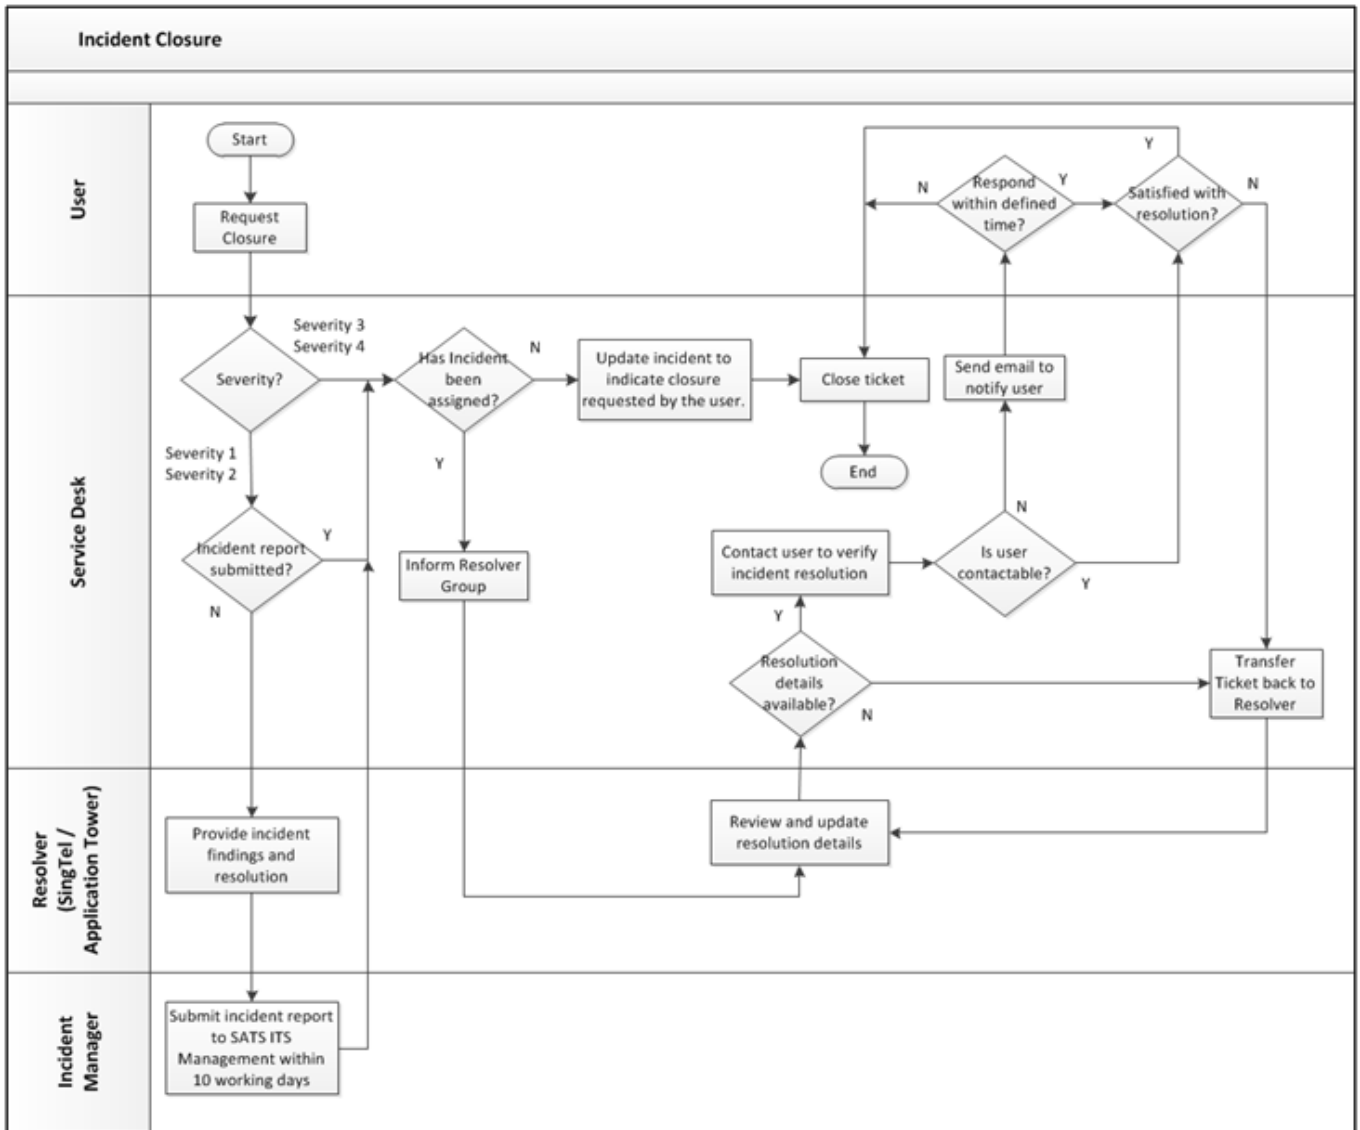 Incident Closure
User
Start
Request
Closure
Respond
within defined
time?
N
Y
Satisfied with
resolution?
Y
N
Service Desk
Severity?
Severity 3
Severity 4
Severity 1
Severity 2
Has Incident
been
assigned?
N
Y
Update incident to
indicate closure
requested by the user.
Close ticket
End
Send email to
notify user
Incident report
submitted?
Y
N
Inform Resolver
Group
Contact user to verify
incident resolution
Is user
contactable?
N
Y
Y
Resolution
details
available?
N
Transfer
Ticket back to
Resolver
Resolver
(SingTel /
Application Tower)
Provide incident
findings and
resolution
Review and update
resolution details
Incident
Manager
Submit incident report
to SATS ITS
Management within
10 working days